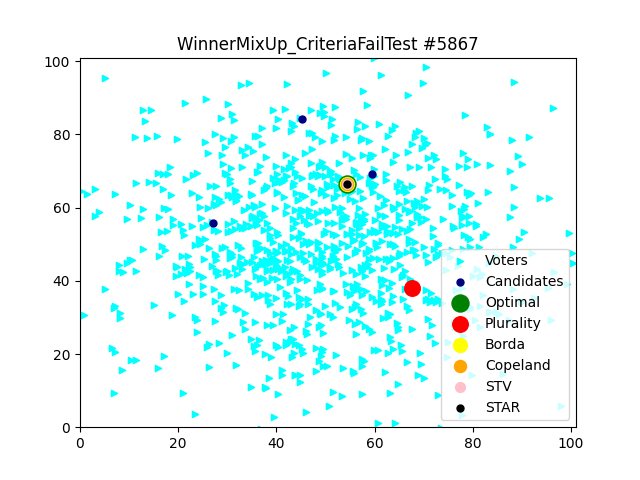 WinnerMixUp_CriteriaFailTest #5867
100
80
60
40
20
0
0
20
40
60
80
100
Voters
Candidates
Optimal
Plurality
Borda
Copeland
STV
STAR